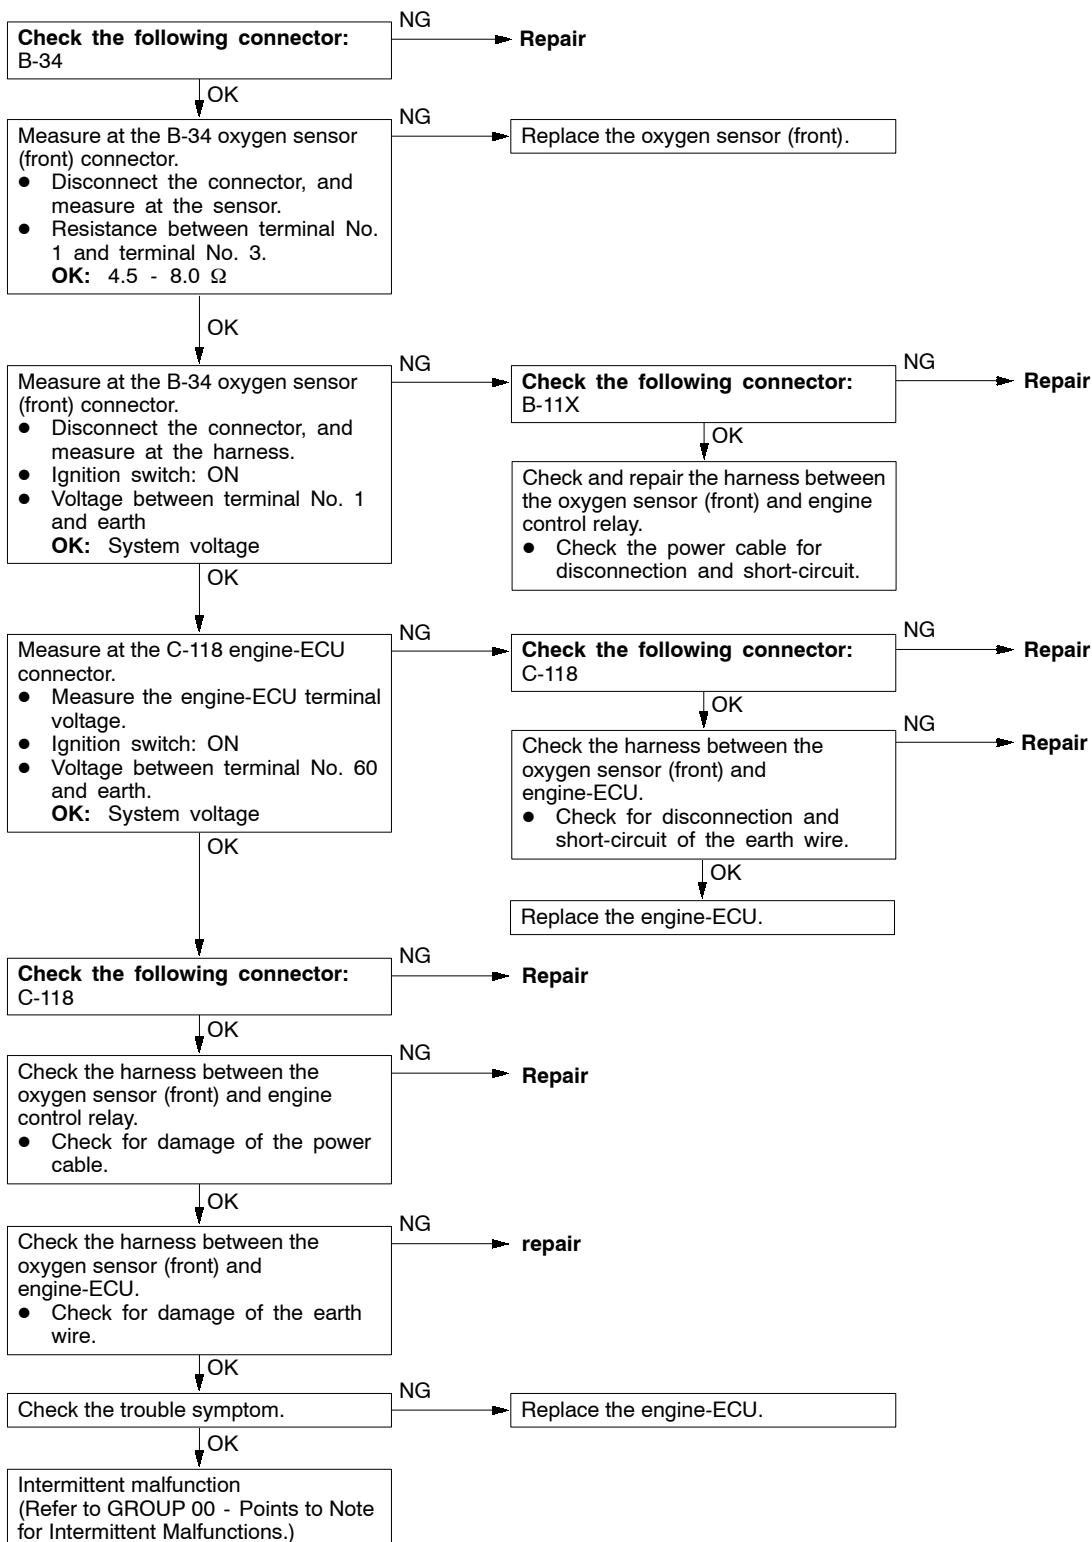 NG
Check the following connector:
B-34
Repair
OK
Measure at the B-34 oxygen sensor
(front) connector.
● Disconnect the connector, and
measure at the sensor.
● Resistance between terminal No.
1 and terminal No. 3.
OK: 4.5 - 8.0 Ω
NG
Replace the oxygen sensor (front).
OK
Measure at the B-34 oxygen sensor
(front) connector.
● Disconnect the connector, and
measure at the harness.
● Ignition switch: ON
● Voltage between terminal No. 1
and earth
OK: System voltage
NG
Check the following connector:
B-11X
NG
Repair
OK
Check and repair the harness between
the oxygen sensor (front) and engine
control relay.
● Check the power cable for
disconnection and short-circuit.
OK
Measure at the C-118 engine-ECU
connector.
● Measure the engine-ECU terminal
voltage.
● Ignition switch: ON
● Voltage between terminal No. 60
and earth.
OK: System voltage
NG
Check the following connector:
C-118
NG
Repair
OK
Check the harness between the
oxygen sensor (front) and
engine-ECU.
● Check for disconnection and
short-circuit of the earth wire.
NG
Repair
OK
Replace the engine-ECU.
OK
Check the following connector:
C-118
NG
Repair
OK
Check the harness between the
oxygen sensor (front) and engine
control relay.
● Check for damage of the power
cable.
NG
Repair
OK
Check the harness between the
oxygen sensor (front) and
engine-ECU.
● Check for damage of the earth
wire.
NG
repair
OK
Check the trouble symptom.
NG
Replace the engine-ECU.
OK
Intermittent malfunction
(Refer to GROUP 00 - Points to Note
for Intermittent Malfunctions.)